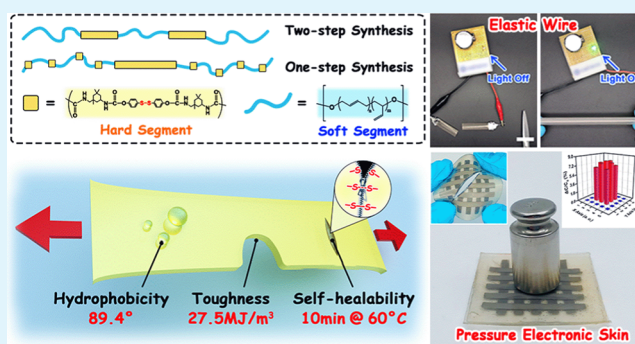 Two-step Synthesis
One-step Synthesis
= =
Hard Segment Soft Segment
-S-
-S-
-S-
Hydrophobicity Toughness Self-healability
89.4° 27.5MJ/m³ 10min @ 60°C
Elastic Wire
Light Off Light O
Pressure Electronic Skin